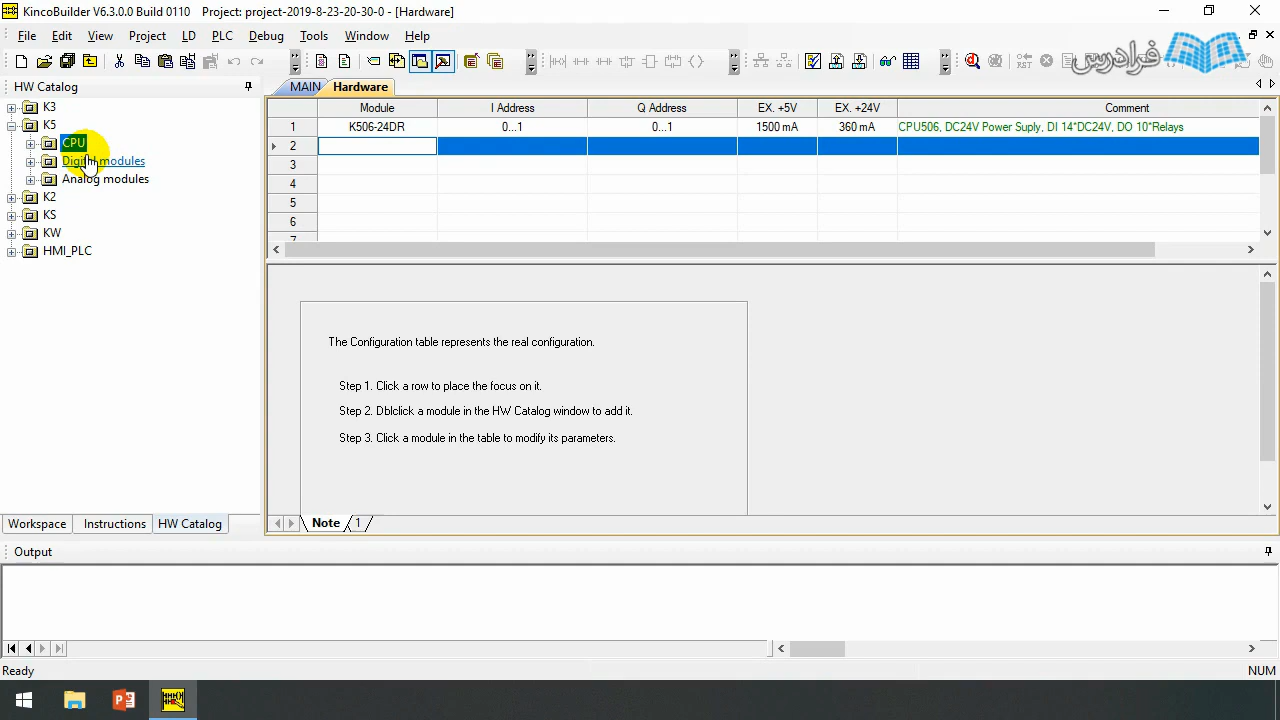 KincoBuilder V6.3.0.0 Build 0110    Project: project-2019-8-23-20-30-0 - [Hardware]
File Edit View Project LD PLC Debug Tools Window Help
فرادرس
HW Catalog
MAIN Hardware
K3
K5
CPU
Digital modules
Analog modules
K2
KS
KW
HMI_PLC
Module I Address Q Address EX. +5V EX. +24V Comment
1 K506-24DR 0...1 0...1 1500 mA 360 mA CPU506, DC24V Power Suply, DI 14*DC24V, DO 10*Relays
2
3
4
5
6
7
The Configuration table represents the real configuration.
Step 1. Click a row to place the focus on it.
Step 2. Dblclick a module in the HW Catalog window to add it.
Step 3. Click a module in the table to modify its parameters.
Workspace Instructions HW Catalog
Note 1
Output
Ready NUM